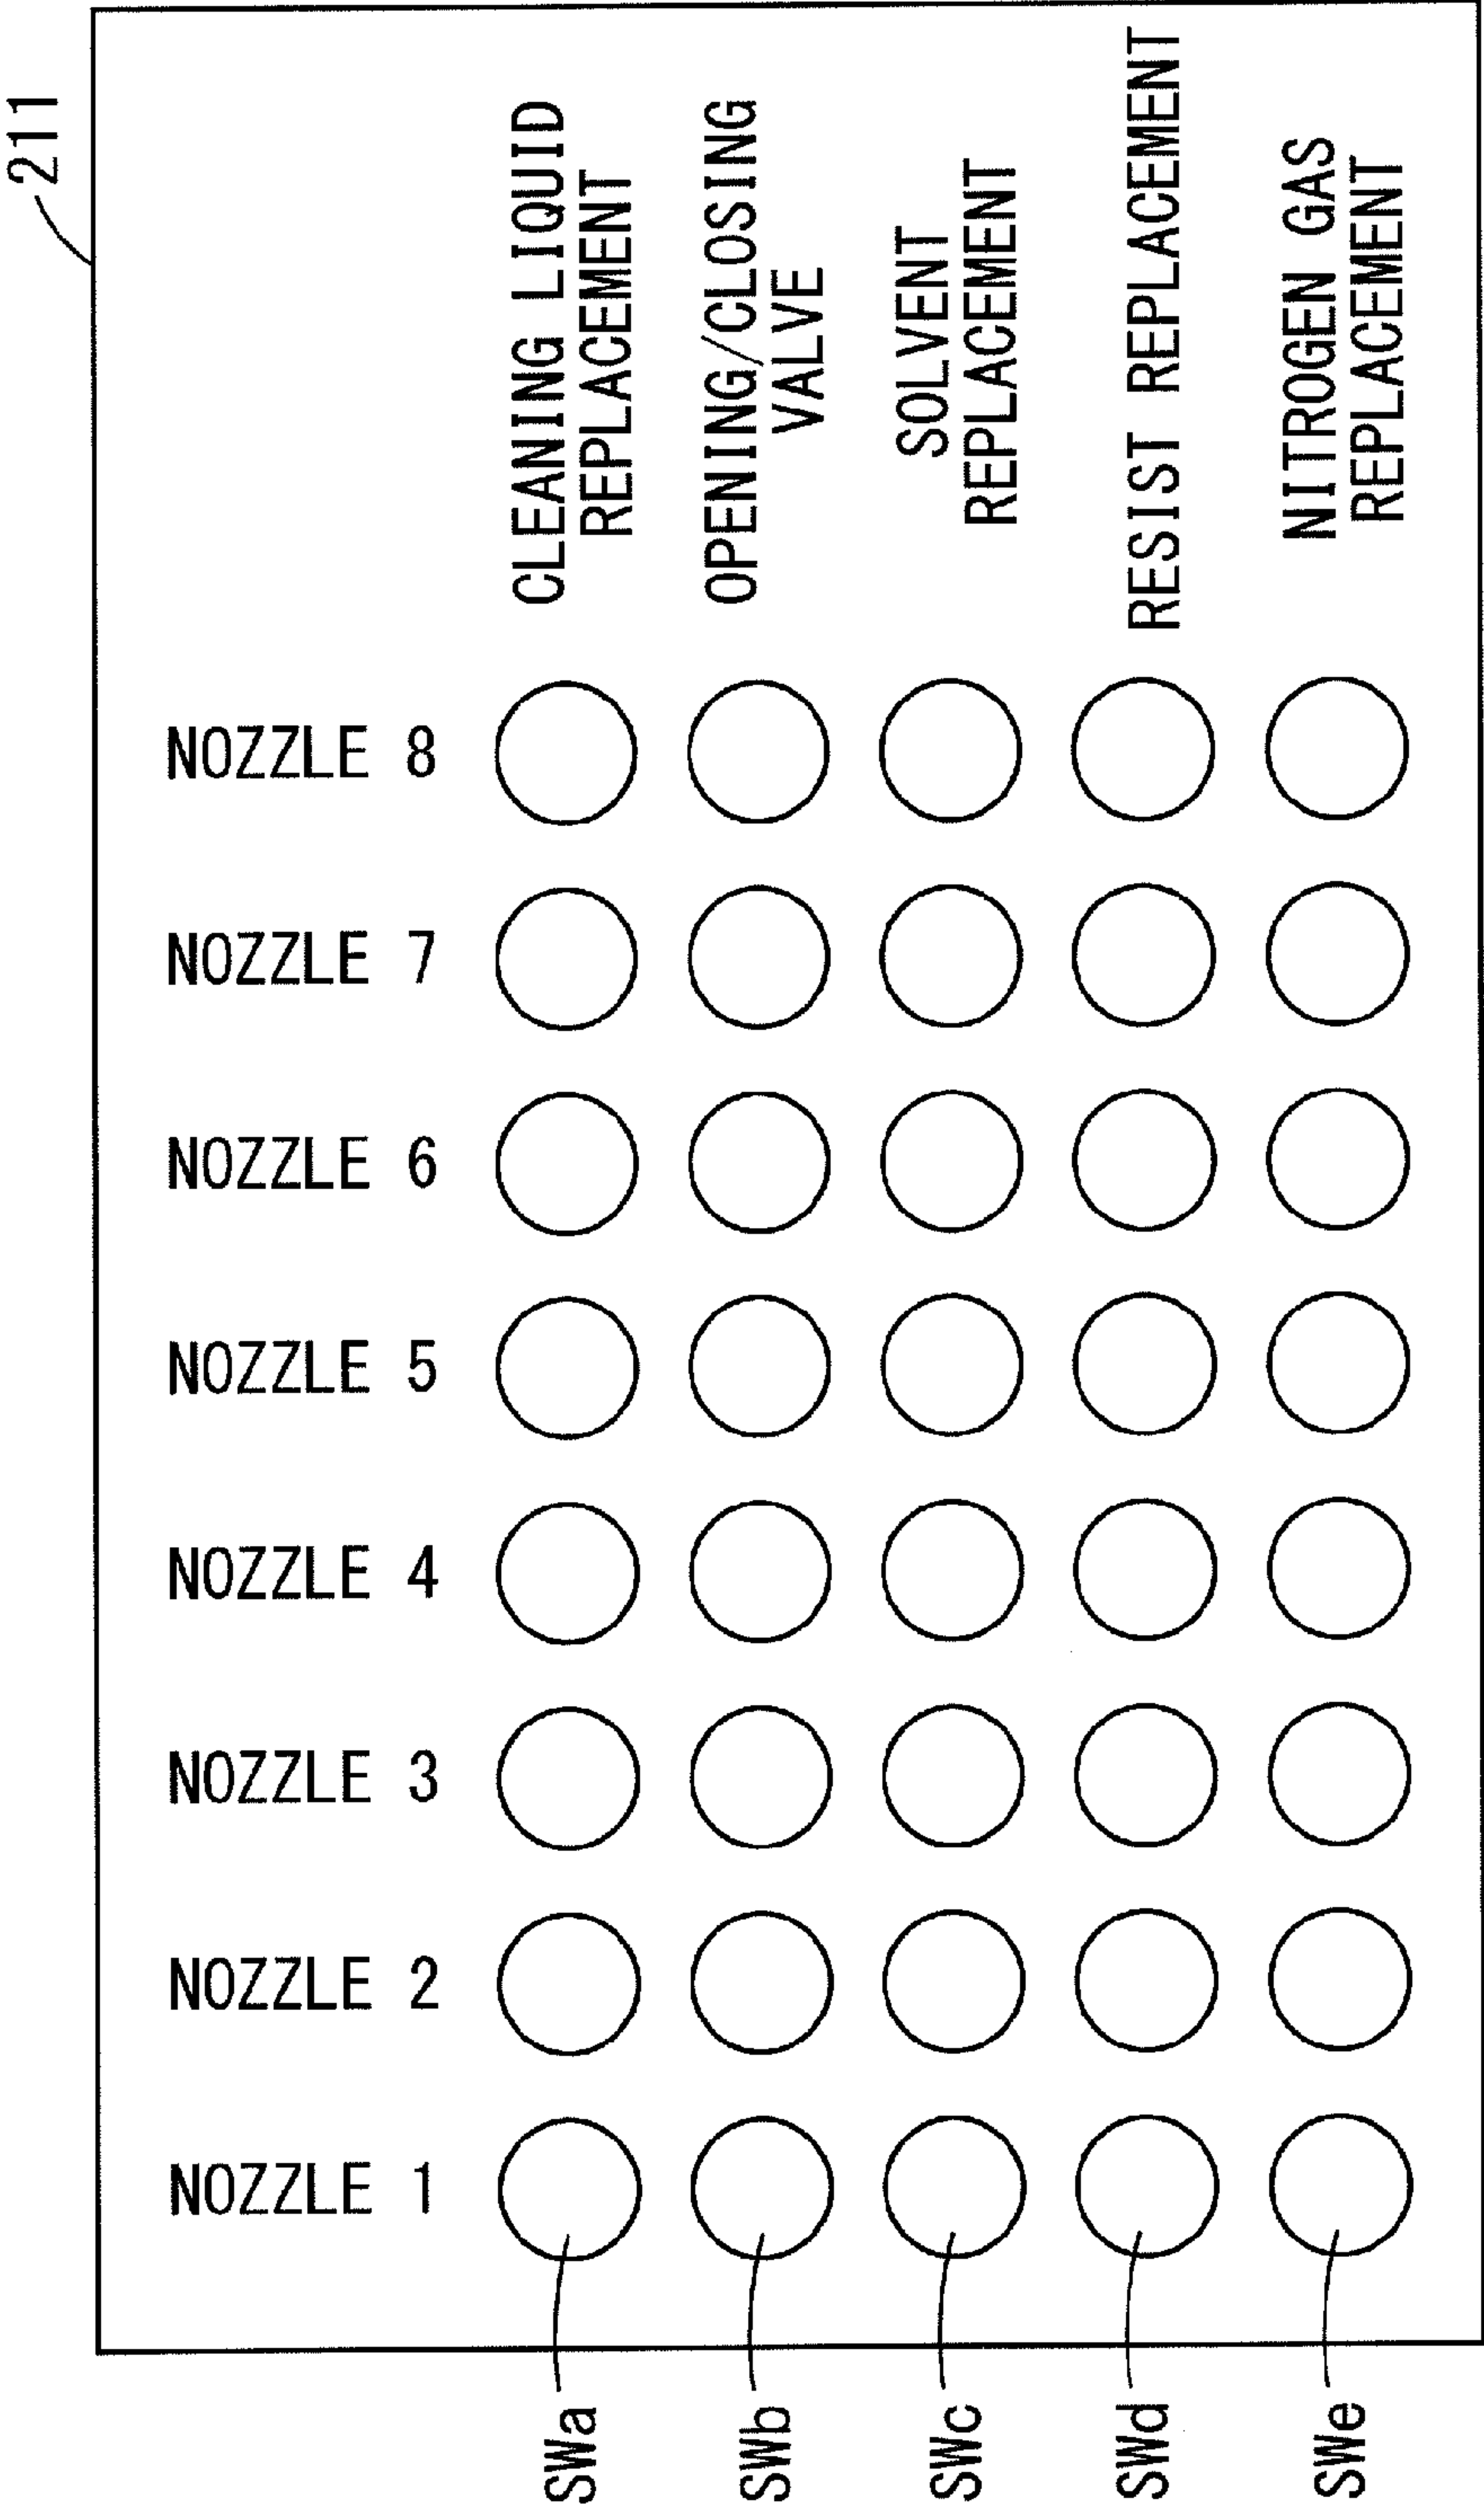 211
NOZZLE 1
NOZZLE 2
NOZZLE 3
NOZZLE 4
NOZZLE 5
NOZZLE 6
NOZZLE 7
NOZZLE 8
SWa
CLEANING LIQUID
REPLACEMENT
SWb
OPENING/CLOSING
VALVE
SWc
SOLVENT
REPLACEMENT
SWd
RESIST REPLACEMENT
SWe
NITROGEN GAS
REPLACEMENT